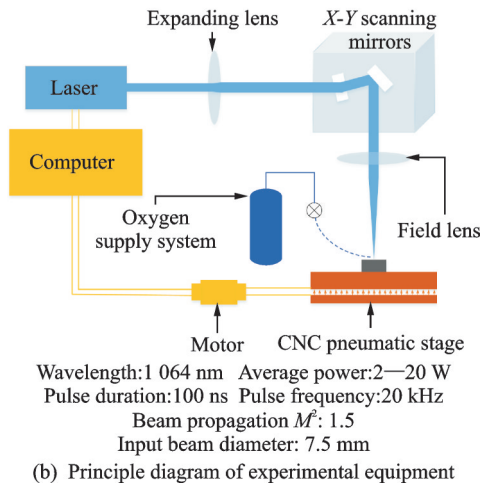 Expanding lens
X-Y scanning
mirrors
Laser
Computer
Oxygen
supply system
Field lens
Motor
CNC pneumatic stage
Wavelength:1 064 nm Average power:2—20 W
Pulse duration:100 ns Pulse frequency:20 kHz
Beam propagation M²: 1.5
Input beam diameter: 7.5 mm
(b) Principle diagram of experimental equipment